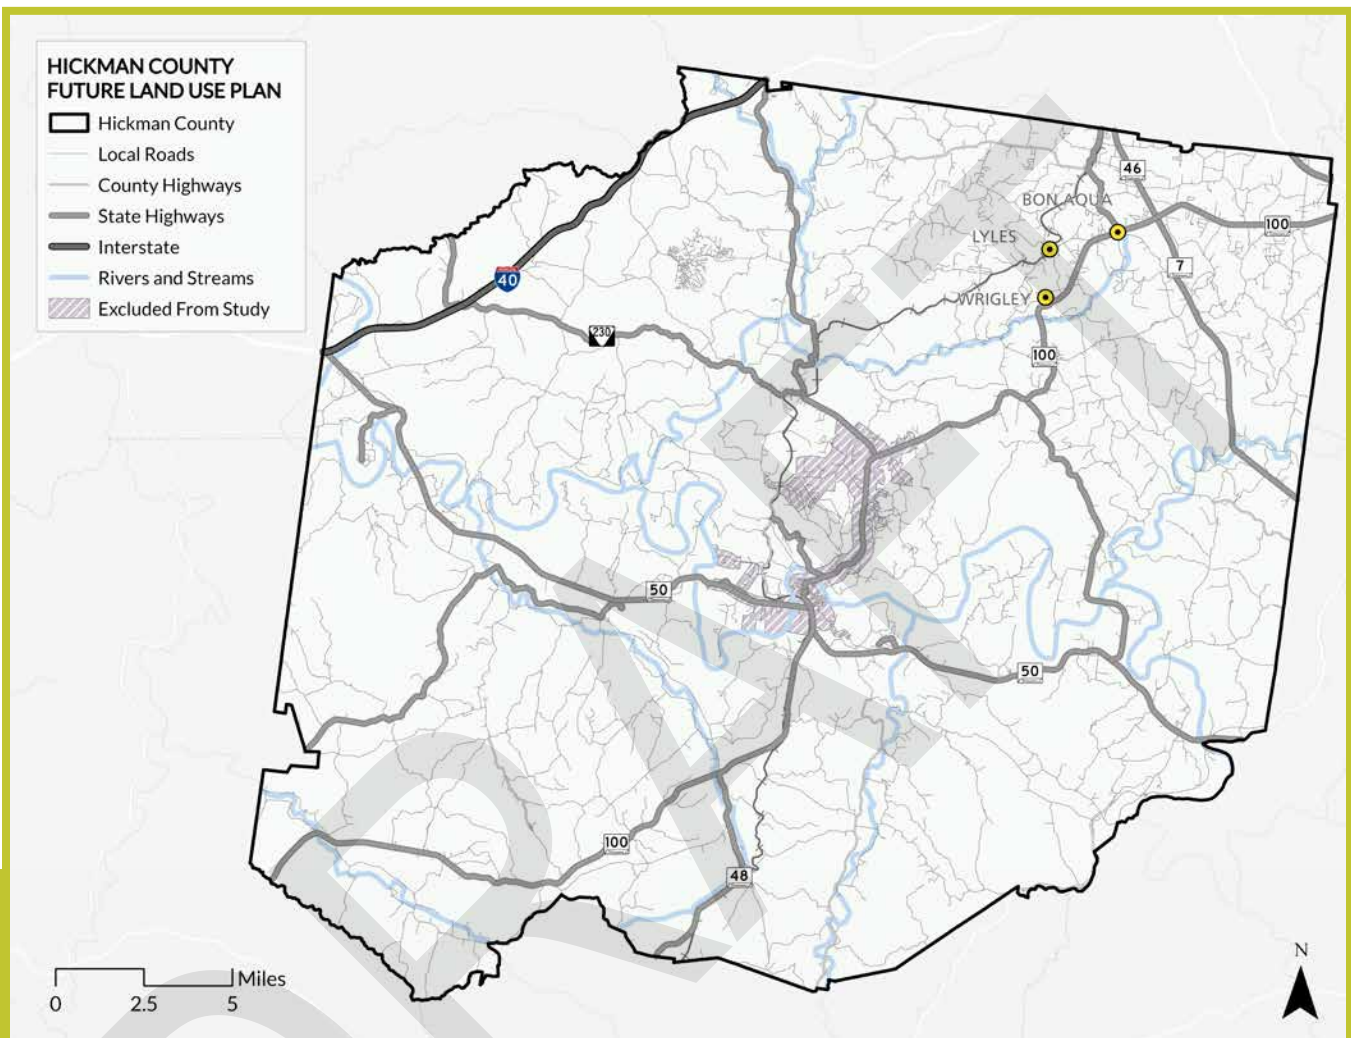 HICKMAN COUNTY
FUTURE LAND USE PLAN
Hickman County
Local Roads
County Highways
State Highways
Interstate
Rivers and Streams
Excluded From Study
46
BON AQUA
100
LYLES
7
40
WRIGLEY
230
100
50
50
100
48
DRAFT
N
Miles
0 2.5 5